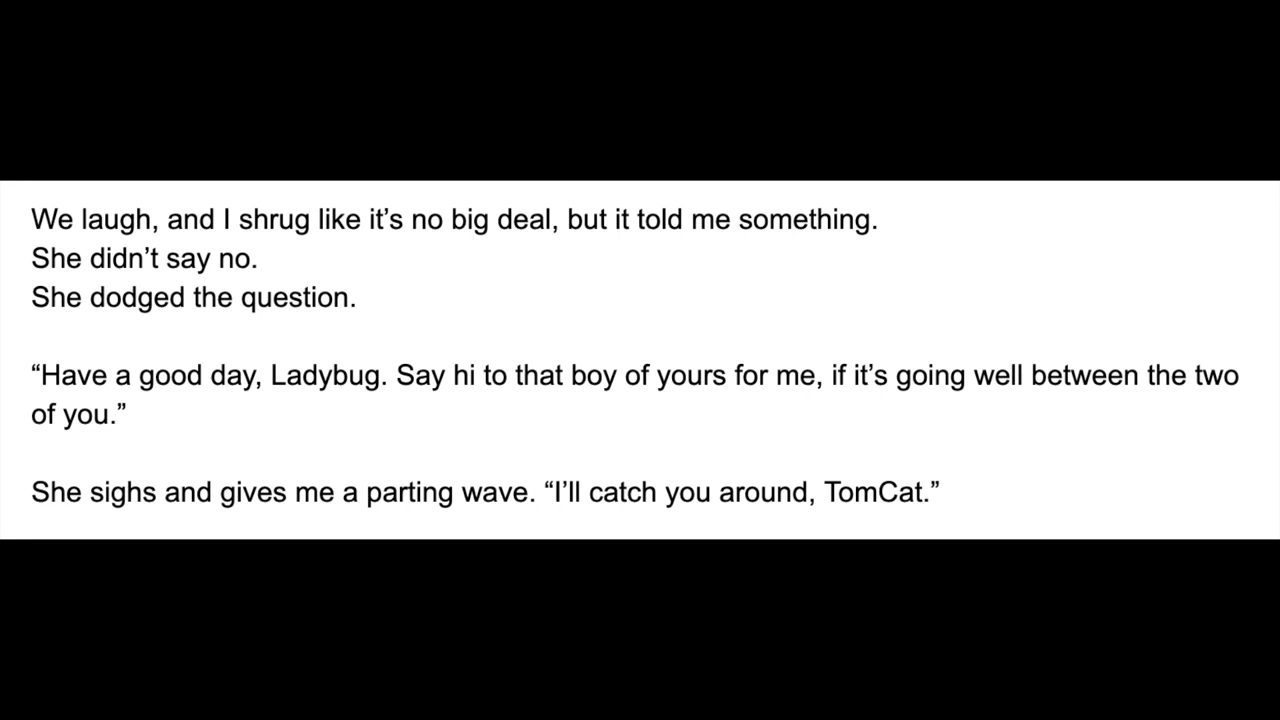 We laugh, and I shrug like it’s no big deal, but it told me something.
She didn’t say no.
She dodged the question.
“Have a good day, Ladybug. Say hi to that boy of yours for me, if it’s going well between the two
of you.”
She sighs and gives me a parting wave. “I’ll catch you around, TomCat.”